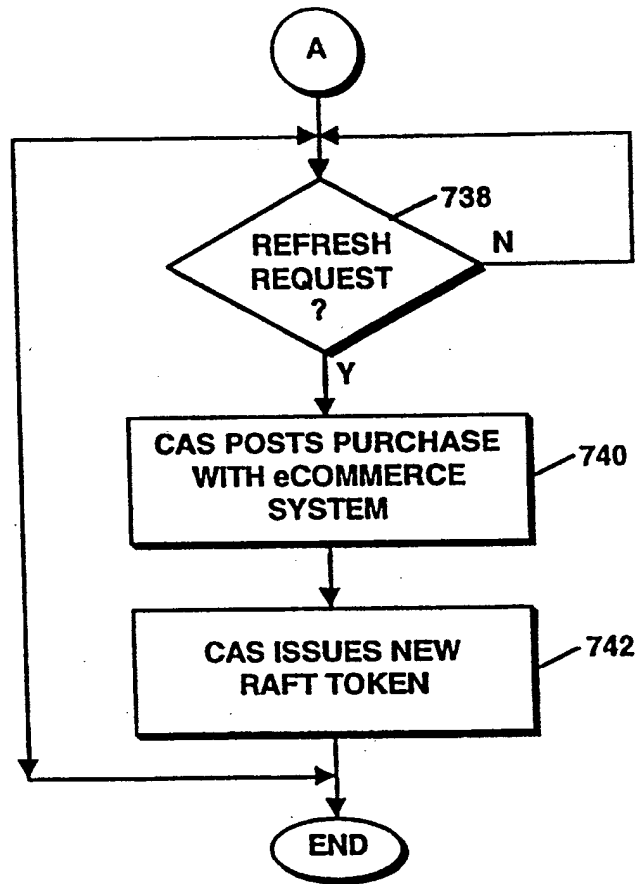 A
738
REFRESH
REQUEST
?
N
Y
CAS POSTS PURCHASE
WITH eCOMMERCE
SYSTEM
740
CAS ISSUES NEW
RAFT TOKEN
742
END